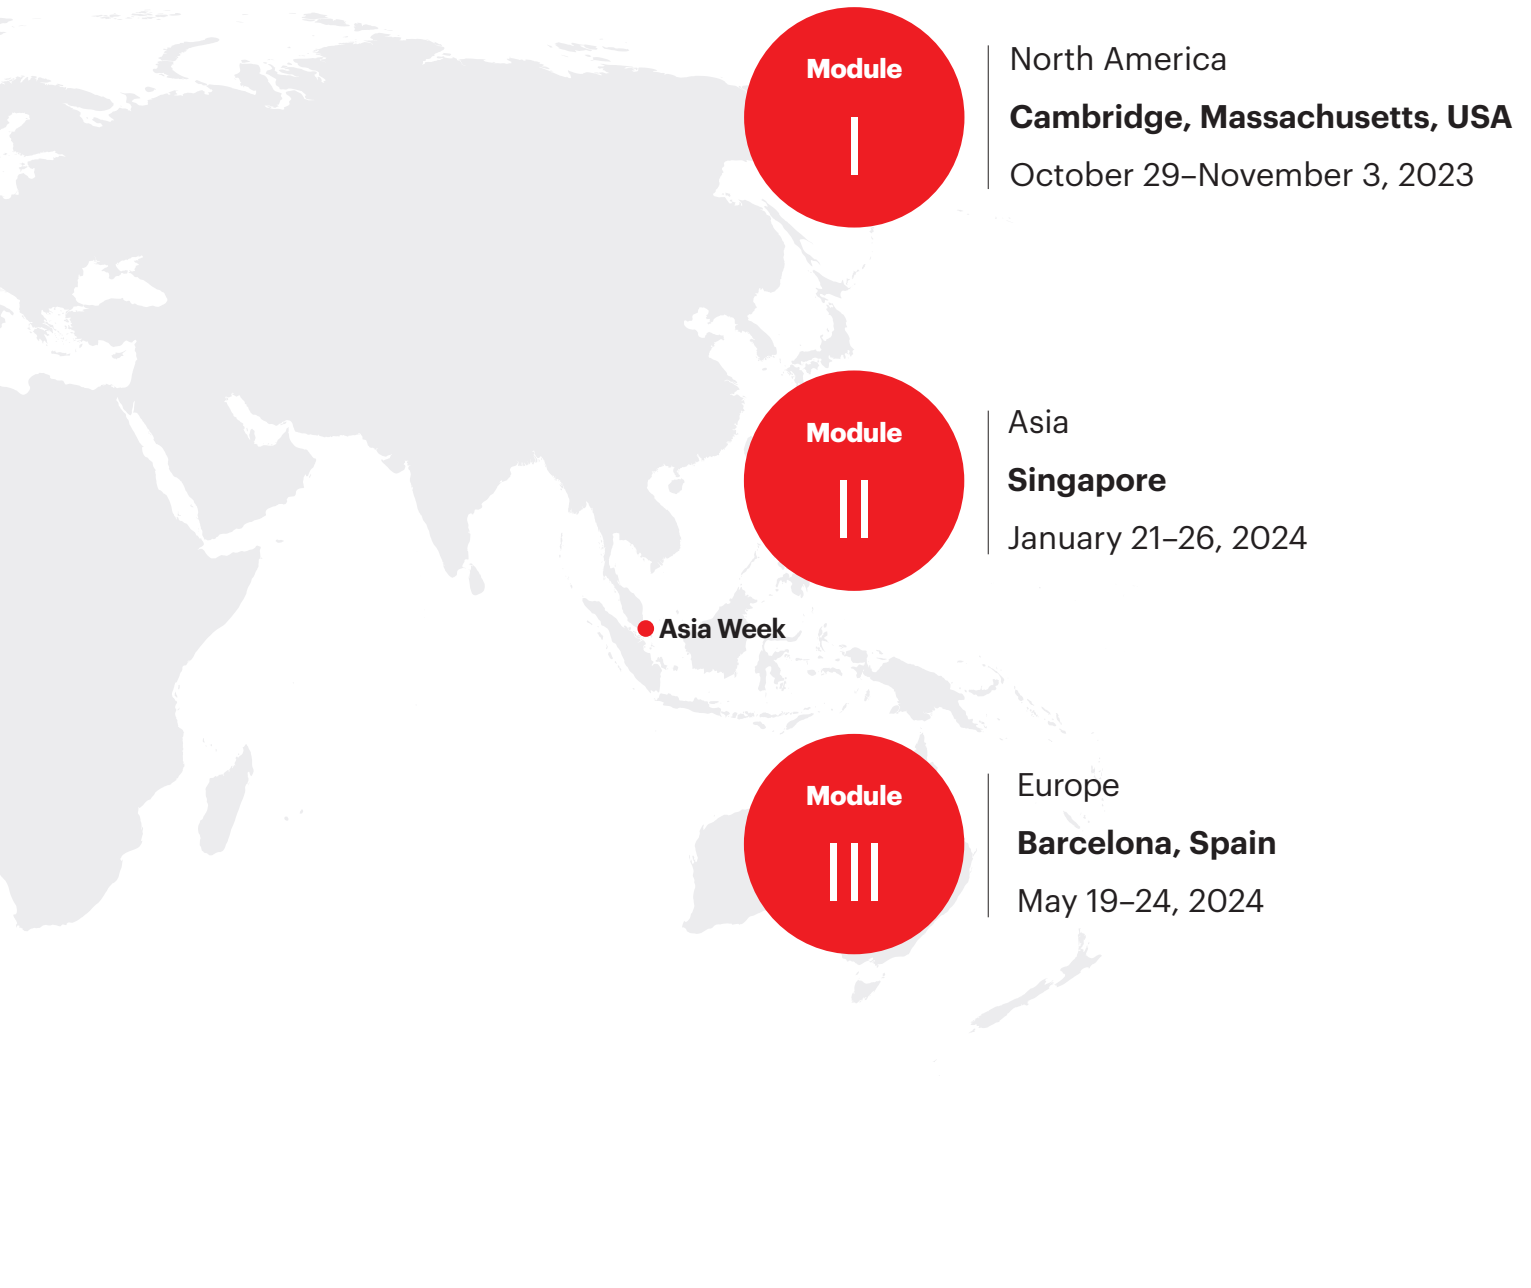 Module
I
North America
Cambridge, Massachusetts, USA
October 29–November 3, 2023
Module
II
Asia
Singapore
January 21–26, 2024
Asia Week
Module
III
Europe
Barcelona, Spain
May 19–24, 2024